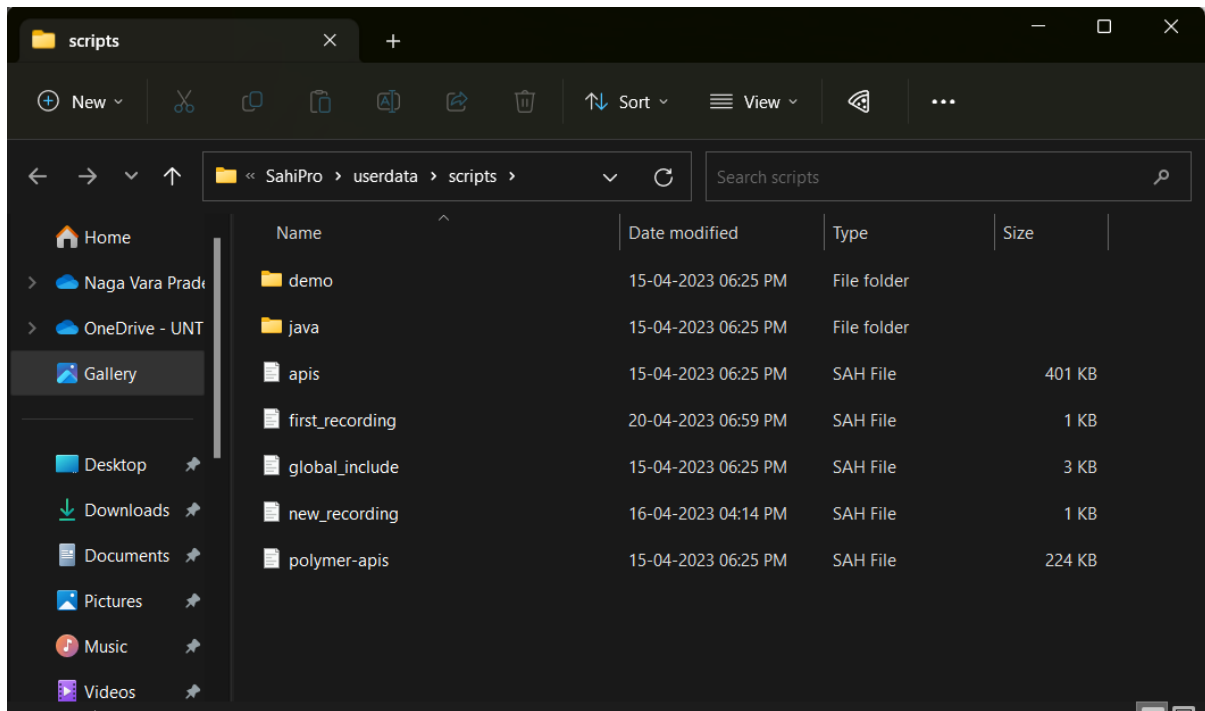 scripts
New
Sort
View
SahiPro > userdata > scripts >
Search scripts
Name Date modified Type Size
Home
Naga Vara Prade
OneDrive - UNT
Gallery
Desktop
Downloads
Documents
Pictures
Music
Videos
demo 15-04-2023 06:25 PM File folder
java 15-04-2023 06:25 PM File folder
apis 15-04-2023 06:25 PM SAH File 401 KB
first_recording 20-04-2023 06:59 PM SAH File 1 KB
global_include 15-04-2023 06:25 PM SAH File 3 KB
new_recording 16-04-2023 04:14 PM SAH File 1 KB
polymer-apis 15-04-2023 06:25 PM SAH File 224 KB